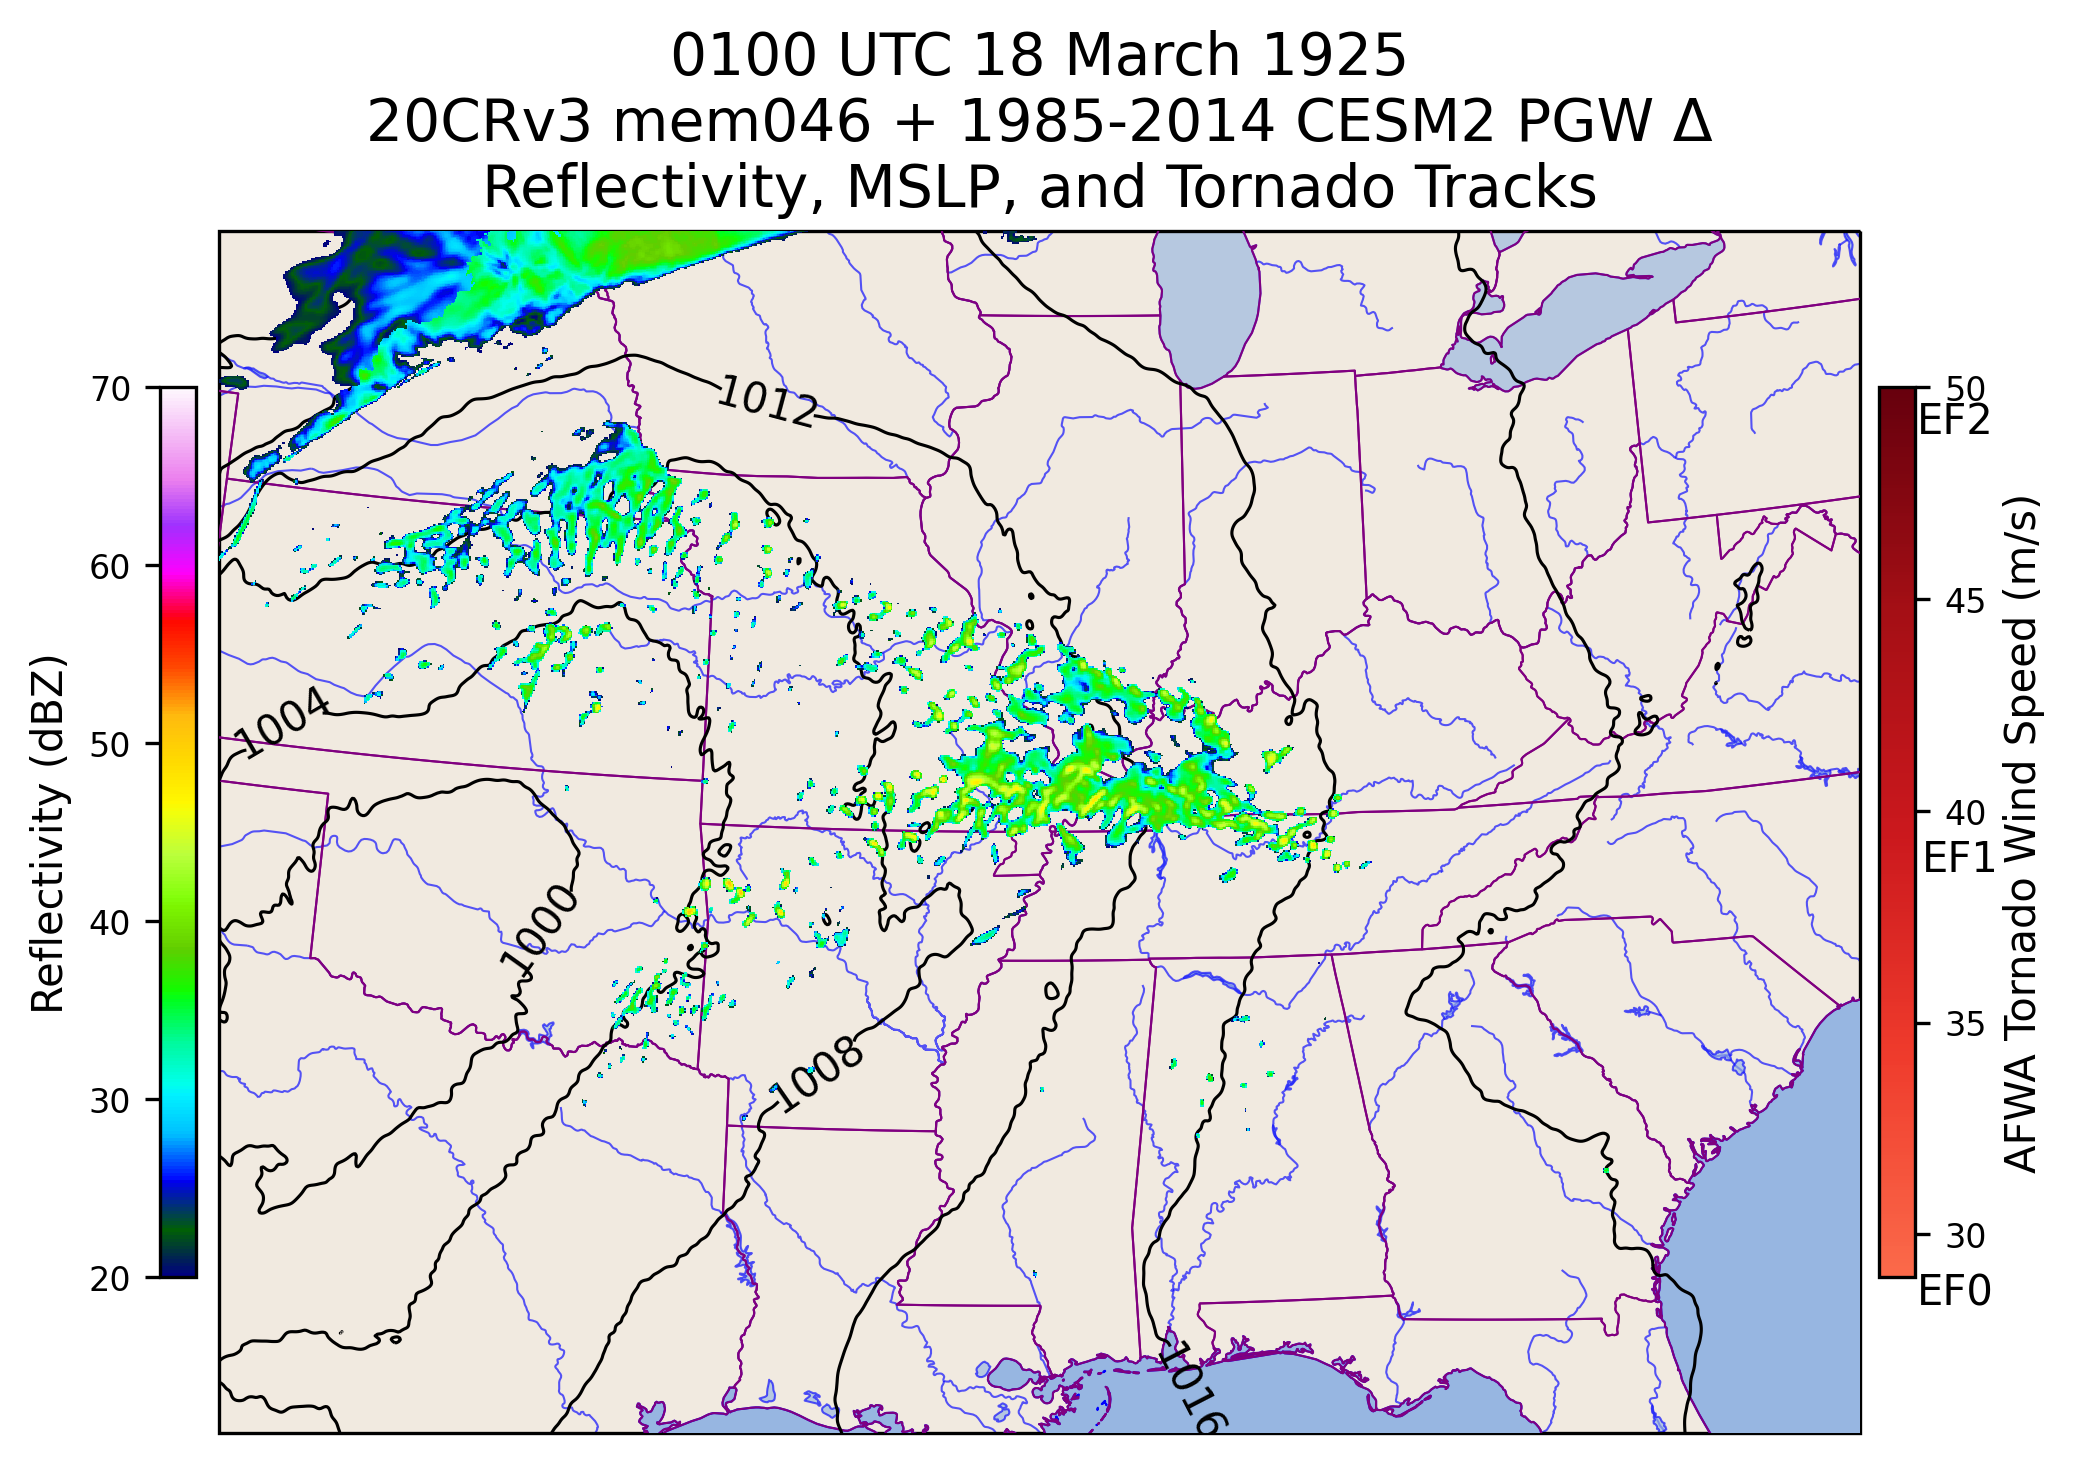 0100 UTC 18 March 1925
20CRv3 mem046 + 1985-2014 CESM2 PGW Δ
Reflectivity, MSLP, and Tornado Tracks
Reflectivity (dBZ)
70
60
50
40
30
20
1012
1004
1000
1008
1016
50
EF2
45
40
EF1
35
30
EF0
AFWA Tornado Wind Speed (m/s)